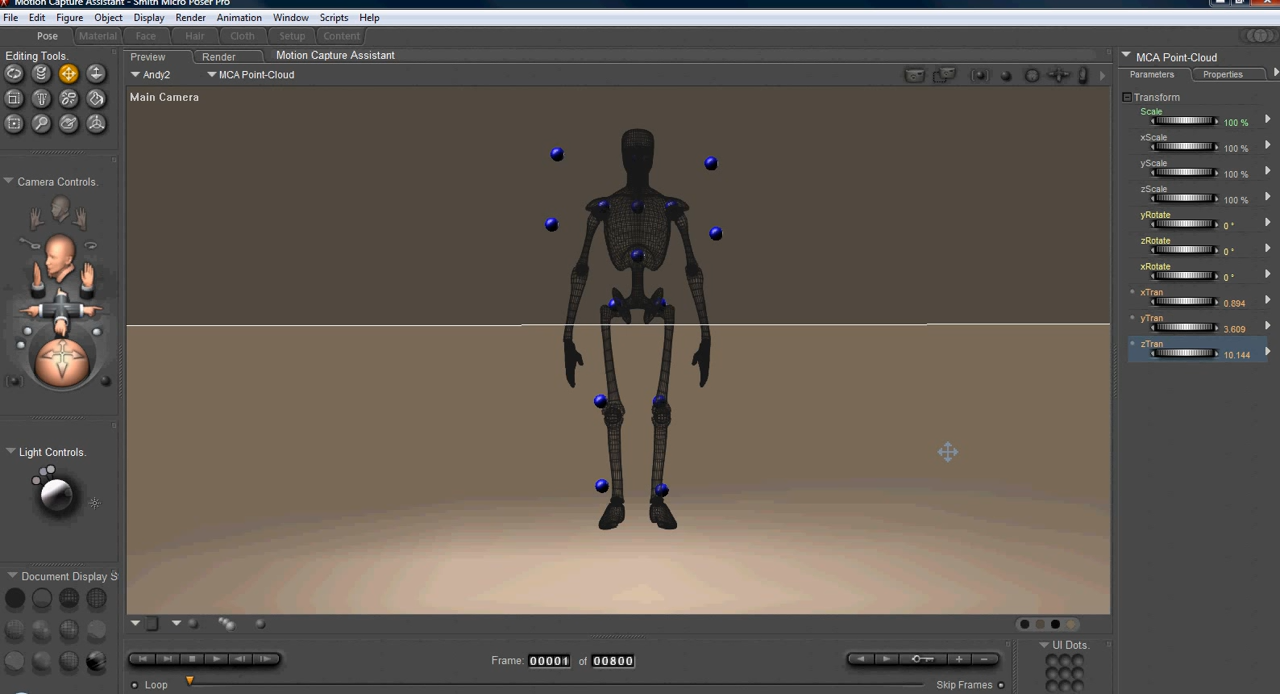 Motion Capture Assistant - Smith Micro Poser Pro
File Edit Figure Object Display Render Animation Window Scripts Help
Pose Material Face Hair Cloth Setup Content
Editing Tools.
Preview Render Motion Capture Assistant
Andy2 MCA Point-Cloud
Main Camera
MCA Point-Cloud
Parameters Properties
Transform
Scale
100 %
xScale
100 %
yScale
100 %
zScale
100 %
yRotate
0 °
zRotate
0 °
xRotate
0 °
xTran
0.894
yTran
3.609
zTran
10.144
Camera Controls.
Light Controls.
Document Display S
Frame: 00001 of 00800
Loop
Skip Frames
UI Dots.